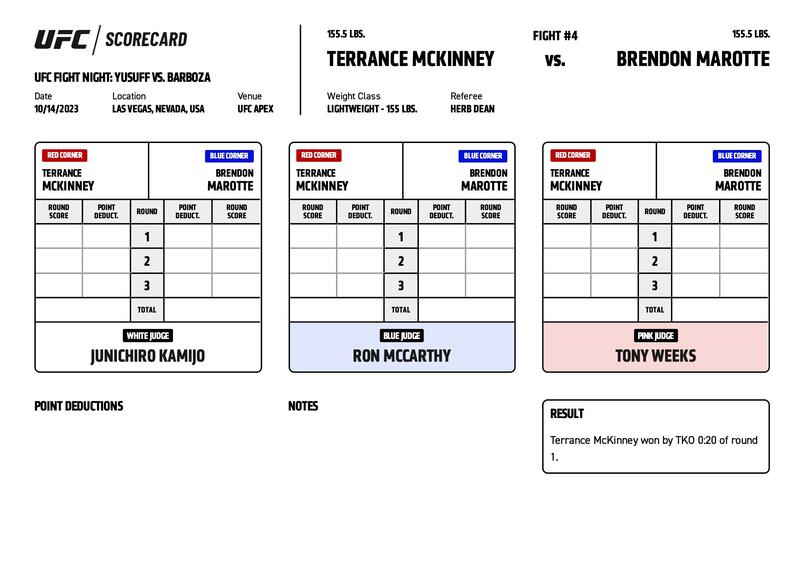 UFC / SCORECARD
UFC FIGHT NIGHT: YUSUFF VS. BARBOZA
Date Location Venue
10/14/2023 LAS VEGAS, NEVADA, USA UFC APEX
155.5 LBS. FIGHT #4 155.5 LBS.
TERRANCE MCKINNEY VS. BRENDON MAROTTE
Weight Class Referee
LIGHTWEIGHT - 155 LBS. HERB DEAN
RED CORNER BLUE CORNER
TERRANCE BRENDON
MCKINNEY MAROTTE
ROUND POINT ROUND POINT ROUND
SCORE DEDUCT. DEDUCT. SCORE
1
2
3
TOTAL
WHITE JUDGE
JUNICHIRO KAMIJO
RED CORNER BLUE CORNER
TERRANCE BRENDON
MCKINNEY MAROTTE
ROUND POINT ROUND POINT ROUND
SCORE DEDUCT. DEDUCT. SCORE
1
2
3
TOTAL
BLUE JUDGE
RON MCCARTHY
RED CORNER BLUE CORNER
TERRANCE BRENDON
MCKINNEY MAROTTE
ROUND POINT ROUND POINT ROUND
SCORE DEDUCT. DEDUCT. SCORE
1
2
3
TOTAL
PINK JUDGE
TONY WEEKS
POINT DEDUCTIONS
NOTES
RESULT
Terrance McKinney won by TKO 0:20 of round
1.